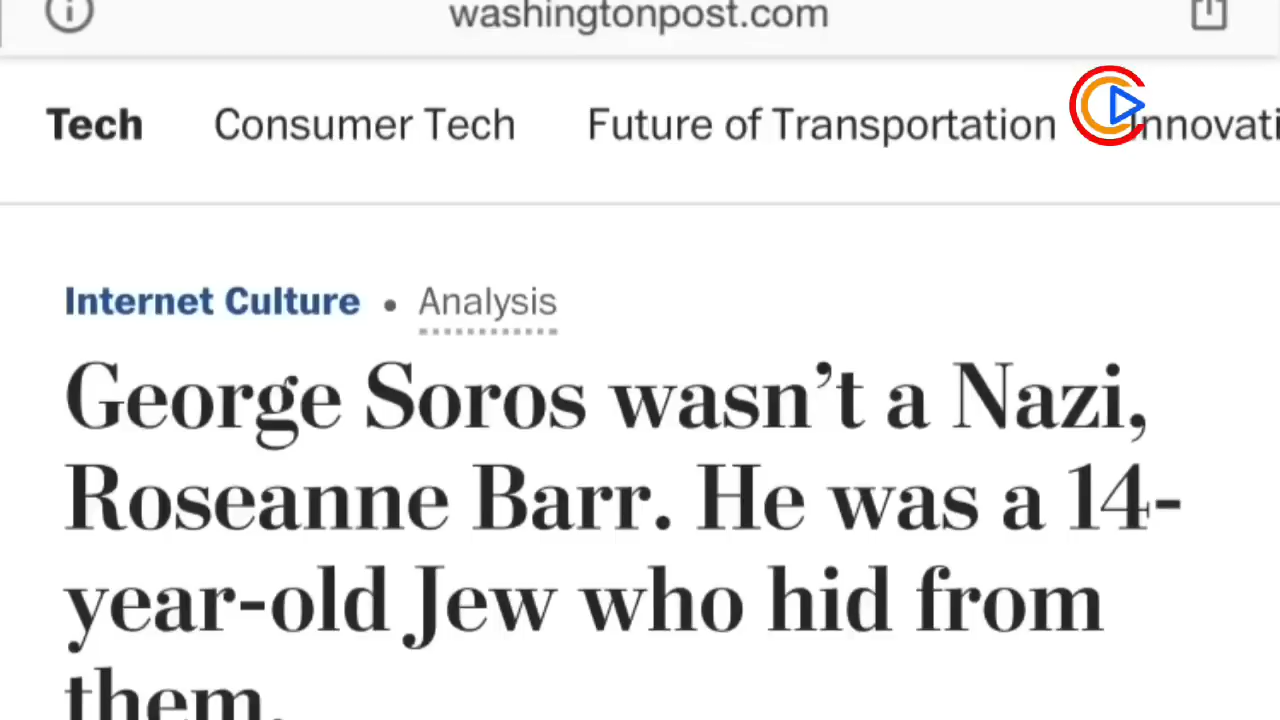 washingtonpost.com
Tech Consumer Tech Future of Transportation Innovati
Internet Culture • Analysis
George Soros wasn’t a Nazi,
Roseanne Barr. He was a 14-
year-old Jew who hid from
them.